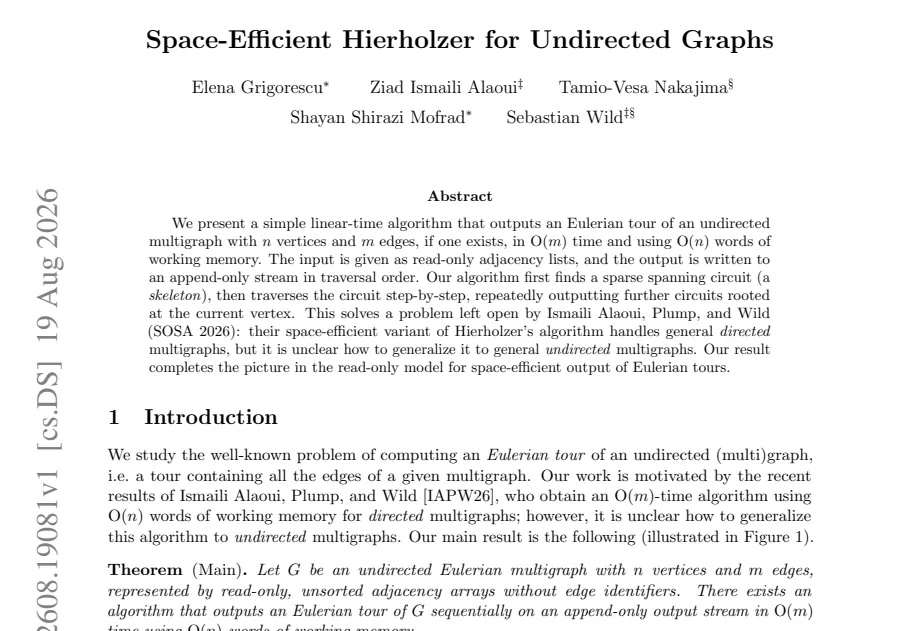 Space-Efficient Hierholzer for Undirected Graphs
Elena Grigorescu* Ziad Ismaili Alaoui‡ Tamio-Vesa Nakajima§
Shayan Shirazi Mofrad* Sebastian Wild‡§
Abstract
We present a simple linear-time algorithm that outputs an Eulerian tour of an undirected
multigraph with n vertices and m edges, if one exists, in O(m) time and using O(n) words of
working memory. The input is given as read-only adjacency lists, and the output is written to
an append-only stream in traversal order. Our algorithm first finds a sparse spanning circuit (a
skeleton), then traverses the circuit step-by-step, repeatedly outputting further circuits rooted
at the current vertex. This solves a problem left open by Ismaili Alaoui, Plump, and Wild
(SOSA 2026): their space-efficient variant of Hierholzer's algorithm handles general directed
multigraphs, but it is unclear how to generalize it to general undirected multigraphs. Our result
completes the picture in the read-only model for space-efficient output of Eulerian tours.
1 Introduction
We study the well-known problem of computing an Eulerian tour of an undirected (multi)graph,
i.e. a tour containing all the edges of a given multigraph. Our work is motivated by the recent
results of Ismaili Alaoui, Plump, and Wild [IAPW26], who obtain an O(m)-time algorithm using
O(n) words of working memory for directed multigraphs; however, it is unclear how to generalize
this algorithm to undirected multigraphs. Our main result is the following (illustrated in Figure 1).
Theorem (Main). Let G be an undirected Eulerian multigraph with n vertices and m edges,
represented by read-only, unsorted adjacency arrays without edge identifiers. There exists an
algorithm that outputs an Eulerian tour of G sequentially on an append-only output stream in O(m)
time using O(n) words of working memory.
2608.19081v1 [cs.DS] 19 Aug 2026